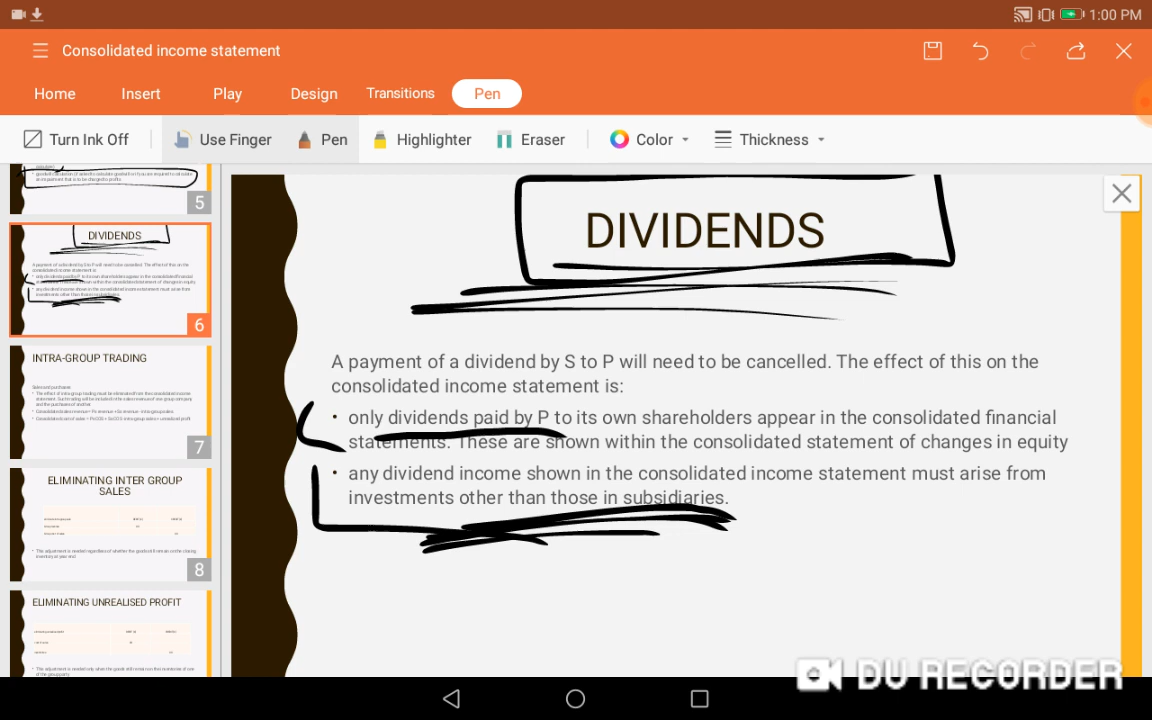 1:00 PM
Consolidated income statement
Home Insert Play Design Transitions Pen
Turn Ink Off Use Finger Pen Highlighter Eraser Color Thickness
5
DIVIDENDS
6
INTRA-GROUP TRADING
7
ELIMINATING INTER GROUP
SALES
8
ELIMINATING UNREALISED PROFIT
DIVIDENDS
A payment of a dividend by S to P will need to be cancelled. The effect of this on the
consolidated income statement is:
• only dividends paid by P to its own shareholders appear in the consolidated financial
statements. These are shown within the consolidated statement of changes in equity
• any dividend income shown in the consolidated income statement must arise from
investments other than those in subsidiaries.
DU RECORDER